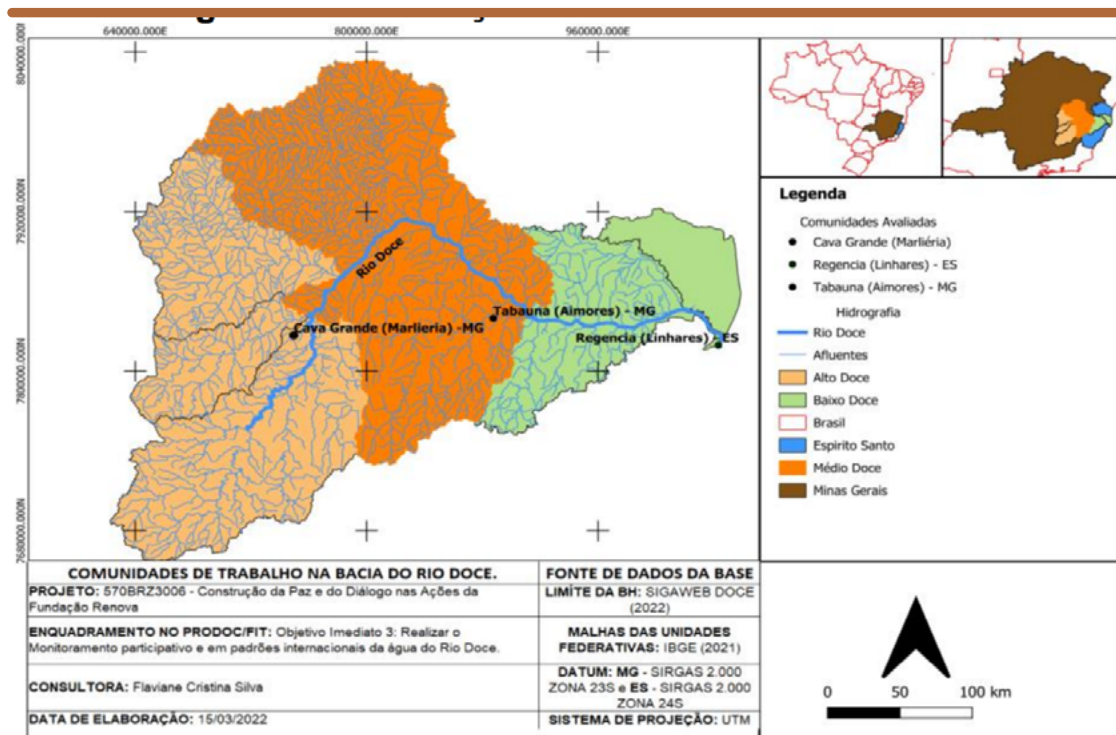 640000.000E 800000.000E 960000.000E
8040000.000N
7920000.000N
7800000.000N
7680000.000N
Rio Doce
Cava Grande (Marlieria) -MG
Tabauna (Aimores) - MG
Regencia (Linhares) - ES
Legenda
Comunidades Avaliadas
Cava Grande (Marliéria)
Regencia (Linhares) - ES
Tabauna (Aimores) - MG
Hidrografia
Rio Doce
Afluentes
Alto Doce
Baixo Doce
Brasil
Espirito Santo
Médio Doce
Minas Gerais
COMUNIDADES DE TRABALHO NA BACIA DO RIO DOCE.
PROJETO: 570BRZ3006 - Construção da Paz e do Diálogo nas Ações da
Fundação Renova
ENQUADRAMENTO NO PRODOC/FIT: Objetivo Imediato 3: Realizar o
Monitoramento participativo e em padrões internacionais da água do Rio Doce.
CONSULTORA: Flaviane Cristina Silva
DATA DE ELABORAÇÃO: 15/03/2022
FONTE DE DADOS DA BASE
LIMÍTE DA BH: SIGAWEB DOCE
(2022)
MALHAS DAS UNIDADES
FEDERATIVAS: IBGE (2021)
DATUM: MG - SIRGAS 2.000
ZONA 23S e ES - SIRGAS 2.000
ZONA 24S
SISTEMA DE PROJEÇÃO: UTM
0 50 100 km